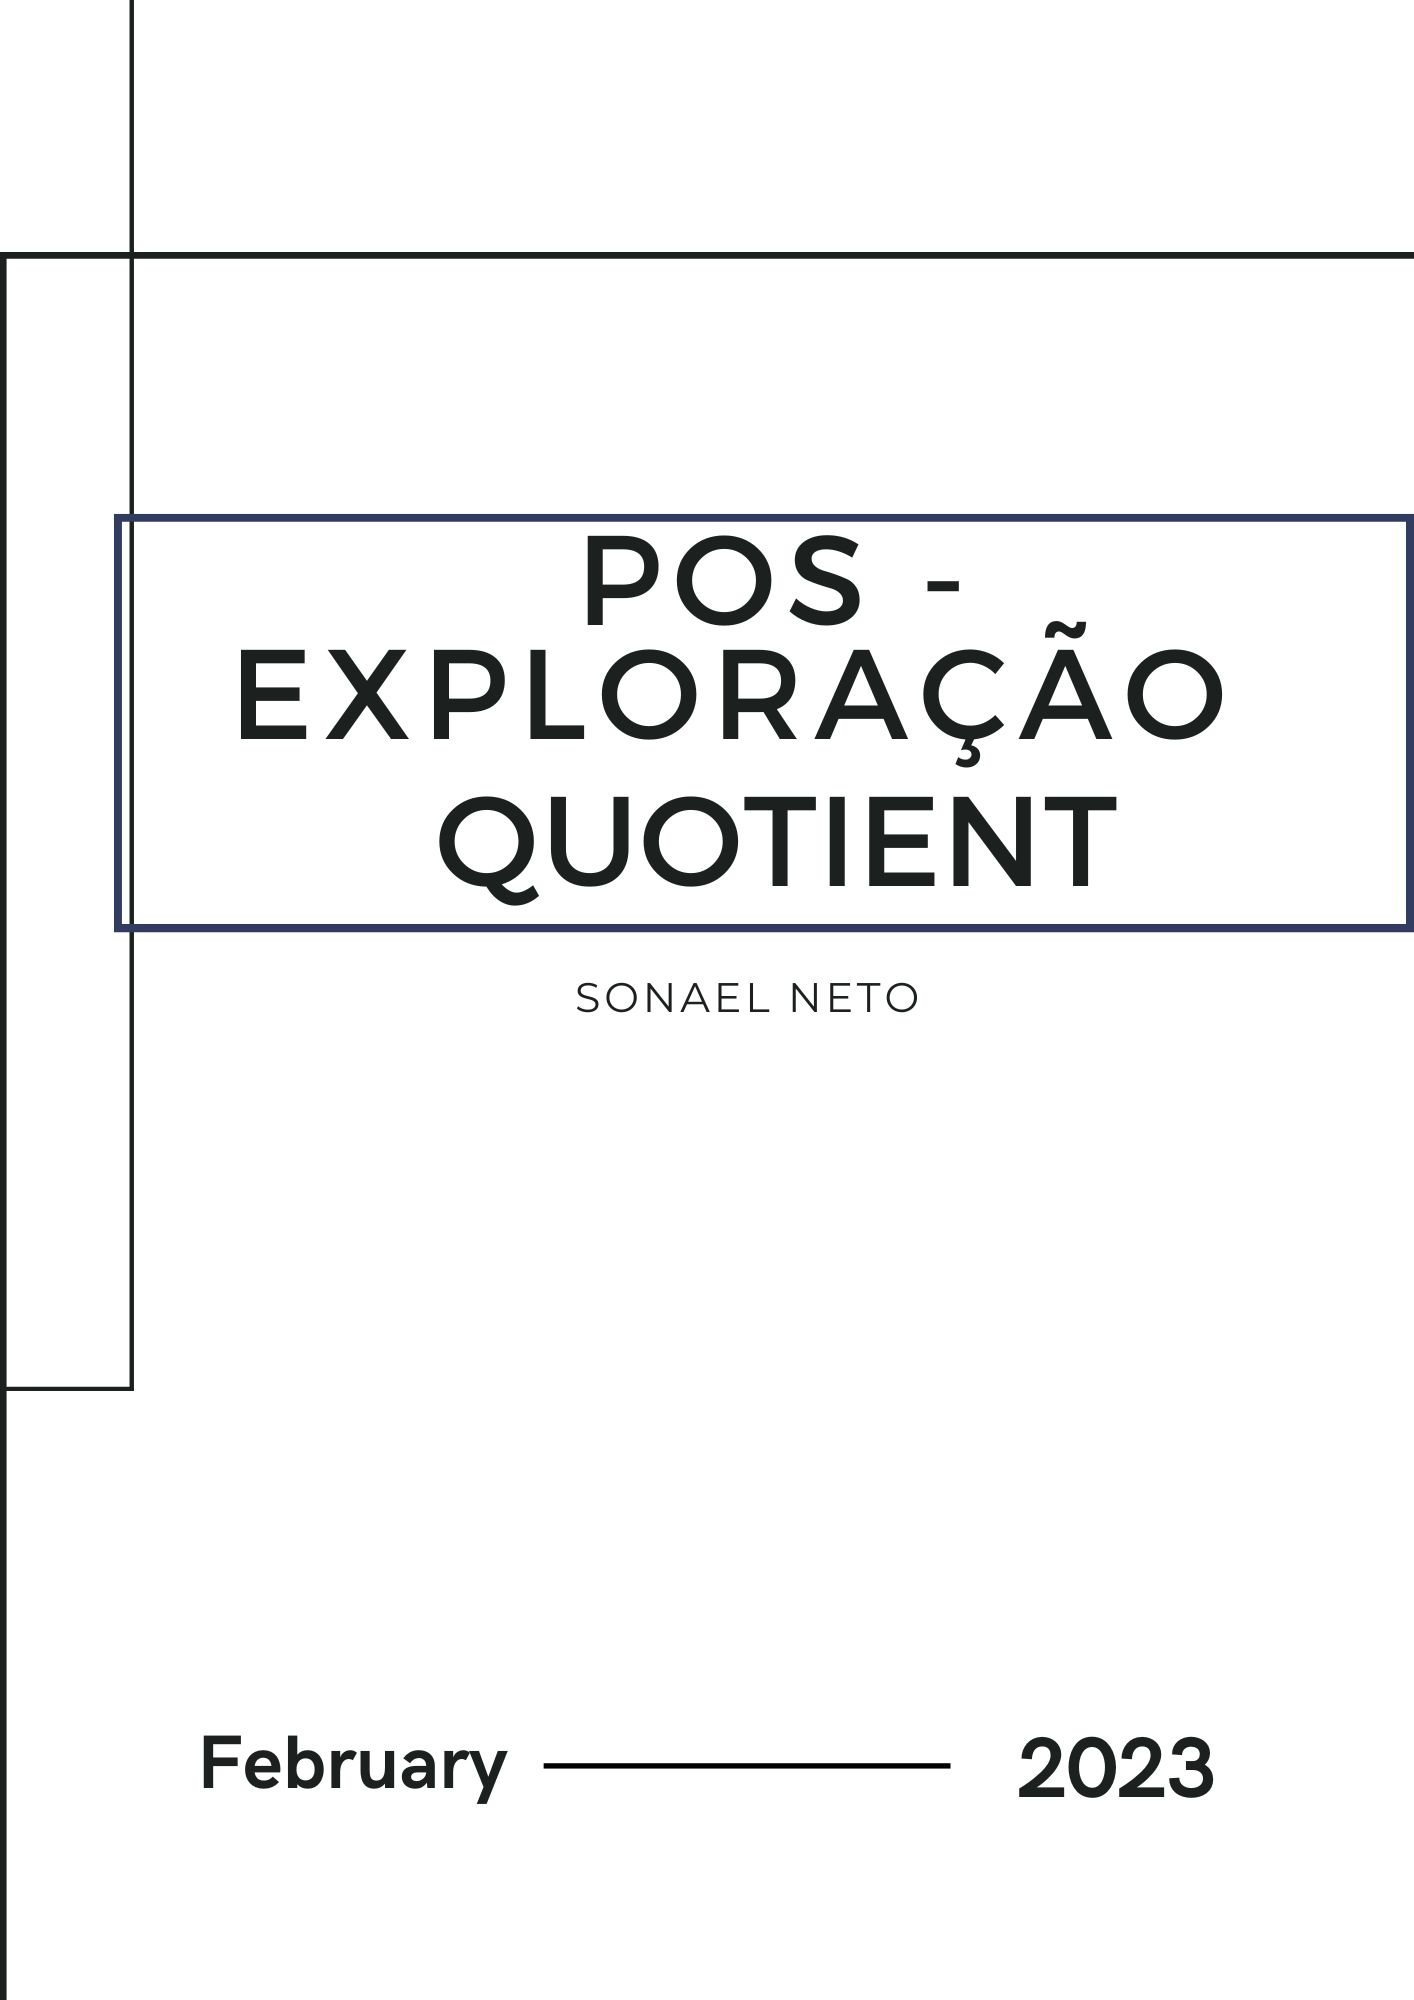 POS -
EXPLORAÇÃO
QUOTIENT
SONAEL NETO
February
2023